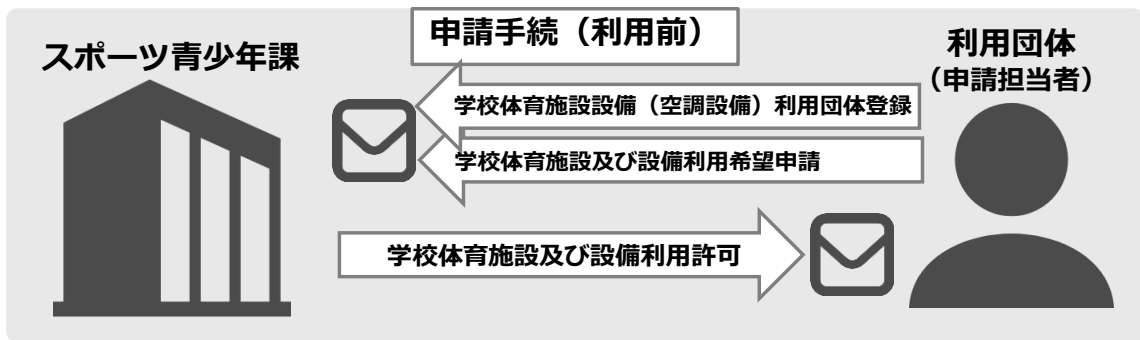 申請手続（利用前）
スポーツ青少年課
利用団体
（申請担当者）
学校体育施設設備（空調設備）利用団体登録
学校体育施設及び設備利用希望申請
学校体育施設及び設備利用許可